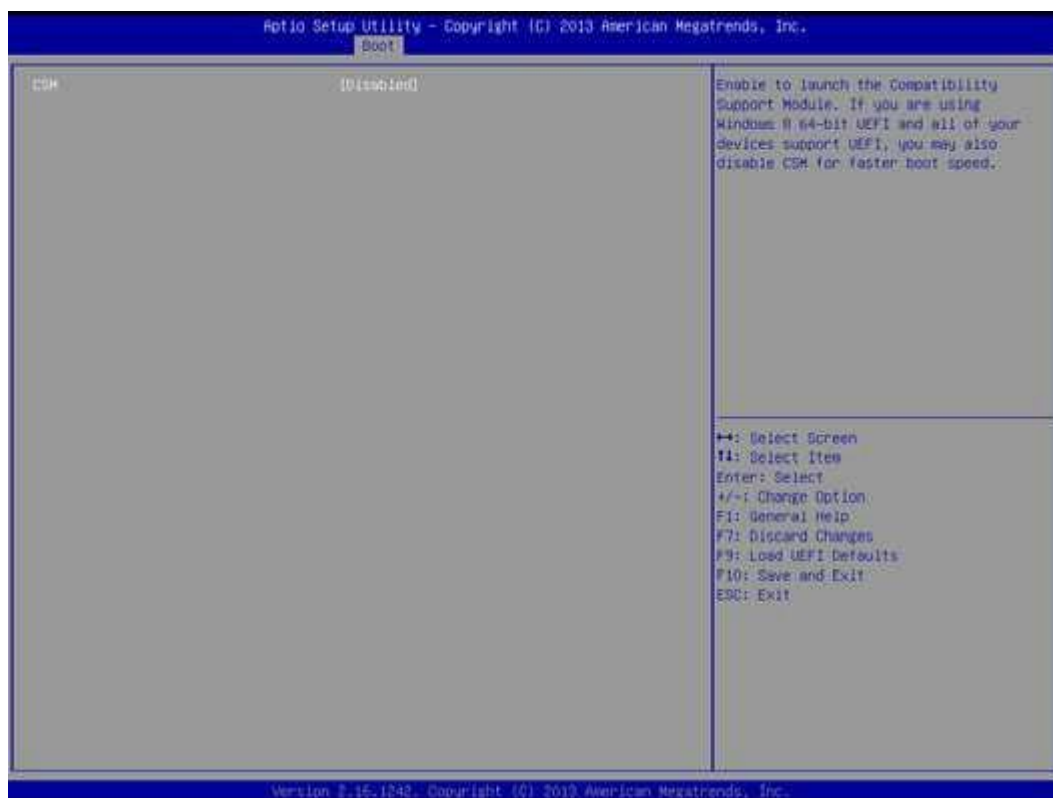 Aptio Setup Utility - Copyright (C) 2013 American Megatrends, Inc.
Boot
CSM [Disabled]
Enable to launch the Compatibility
Support Module. If you are using
Windows 8 64-bit UEFI and all of your
devices support UEFI, you may also
disable CSM for faster boot speed.
↔: Select Screen
↑↓: Select Item
Enter: Select
+/-: Change Option
F1: General Help
F7: Discard Changes
F9: Load UEFI Defaults
F10: Save and Exit
ESC: Exit
Version 2.16.1242. Copyright (C) 2013 American Megatrends, Inc.